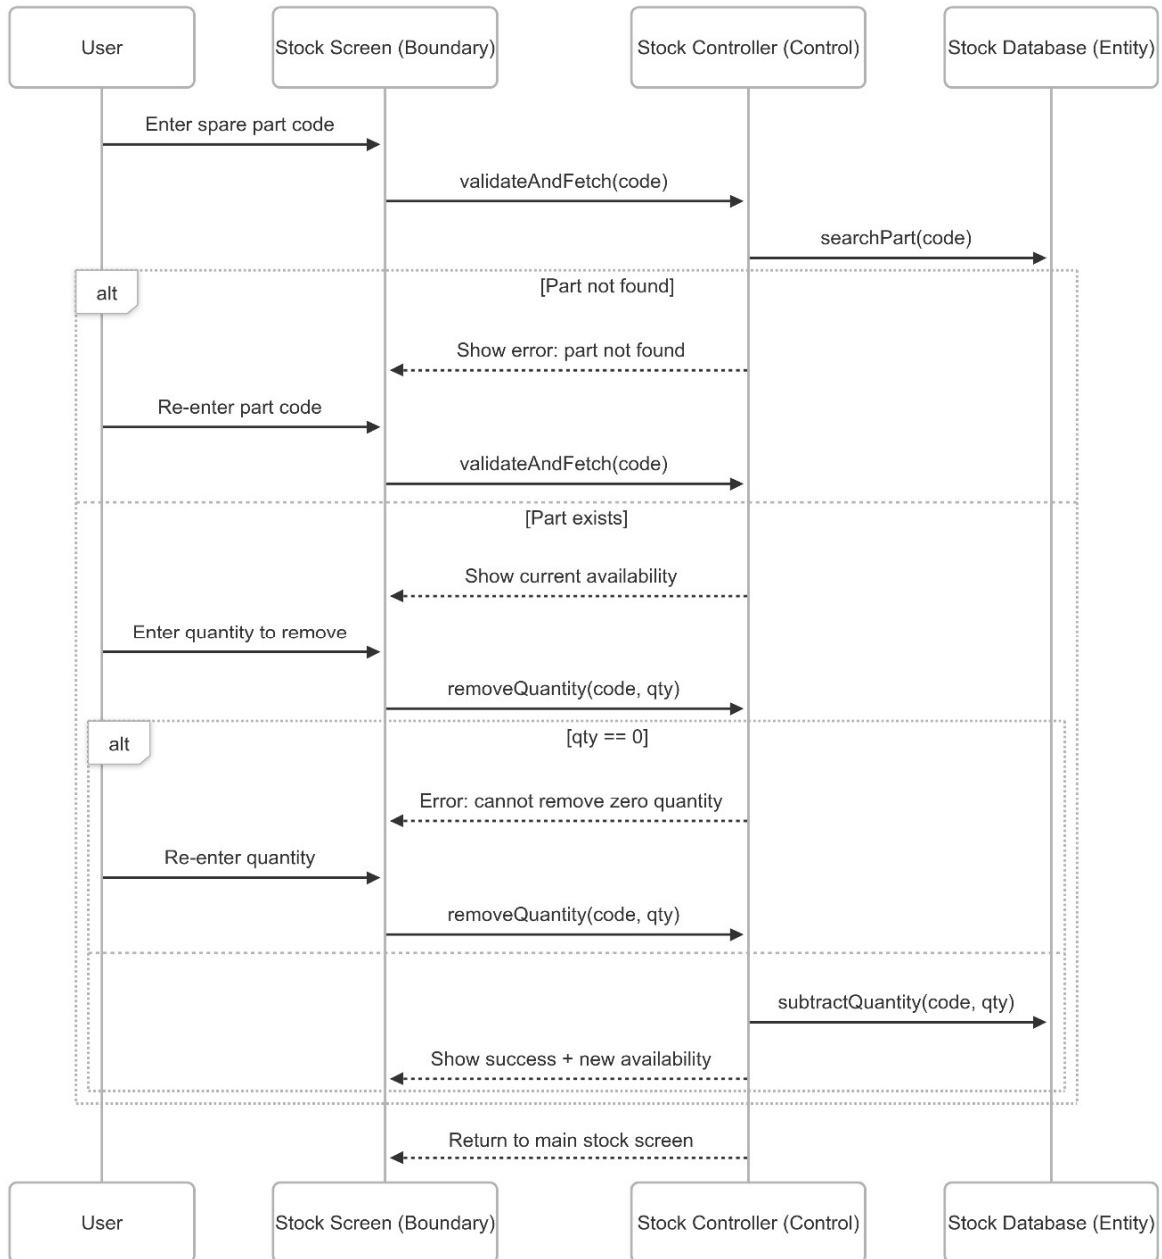 User
Stock Screen (Boundary)
Stock Controller (Control)
Stock Database (Entity)
Enter spare part code
validateAndFetch(code)
searchPart(code)
alt
[Part not found]
Show error: part not found
Re-enter part code
validateAndFetch(code)
[Part exists]
Show current availability
Enter quantity to remove
removeQuantity(code, qty)
alt
[qty == 0]
Error: cannot remove zero quantity
Re-enter quantity
removeQuantity(code, qty)
subtractQuantity(code, qty)
Show success + new availability
Return to main stock screen
User
Stock Screen (Boundary)
Stock Controller (Control)
Stock Database (Entity)